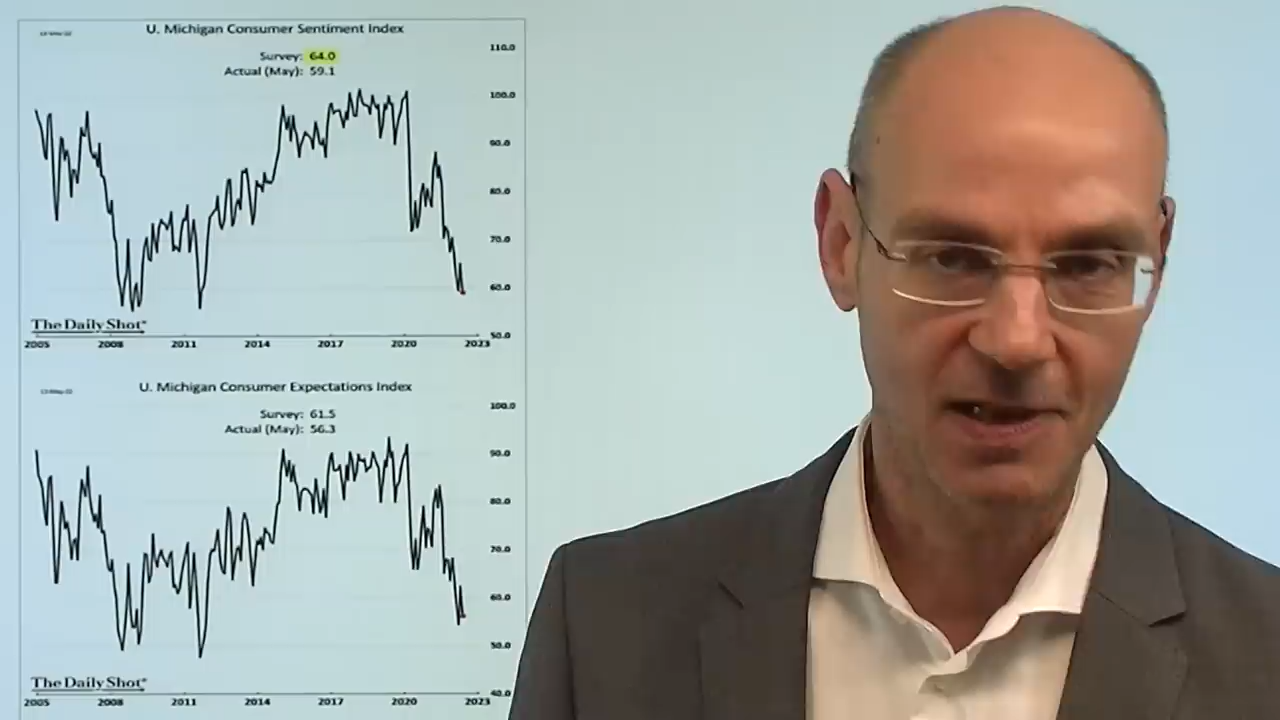 U. Michigan Consumer Sentiment Index
Survey: 64.0
Actual (May): 59.1
110.0
100.0
90.0
80.0
70.0
60.0
50.0
The Daily Shot
2005 2008 2011 2014 2017 2020 2023
U. Michigan Consumer Expectations Index
Survey: 61.5
Actual (May): 56.3
100.0
90.0
80.0
70.0
60.0
50.0
40.0
The Daily Shot
2005 2008 2011 2014 2017 2020 2023